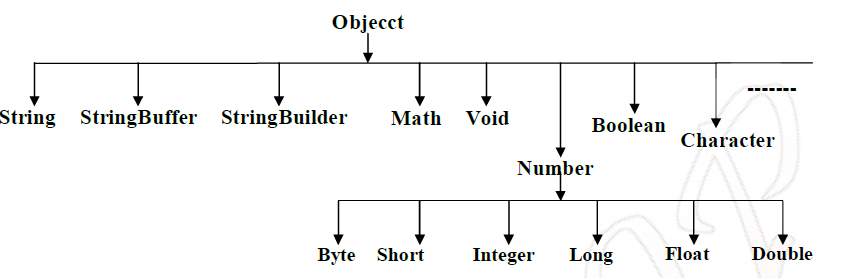 Objecct
String StringBuffer StringBuilder Math Void Boolean Character -------
Number
Byte Short Integer Long Float Double